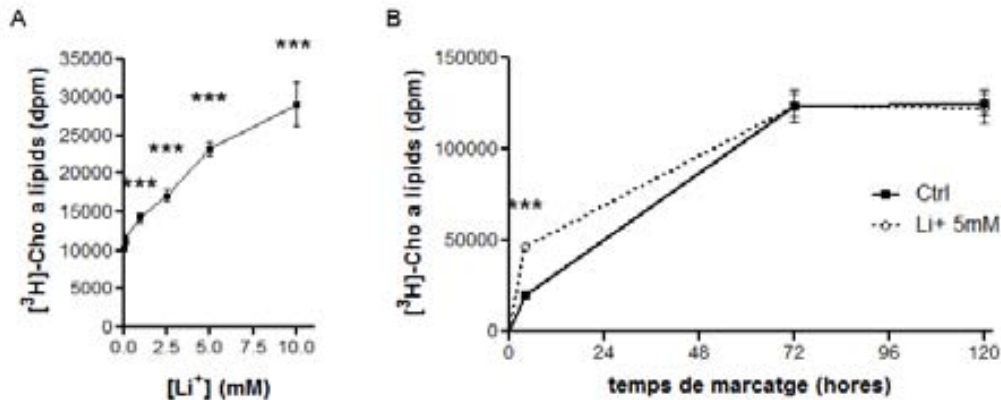 A
[³H]-Cho a lípids (dpm)
35000
30000
25000
20000
15000
10000
5000
0
***
***
***
***
0.0 2.5 5.0 7.5 10.0
[Li⁺] (mM)
B
[³H]-Cho a lípids (dpm)
150000
100000
50000
0
***
Ctrl
Li+ 5mM
0 24 48 72 96 120
temps de marcatge (hores)